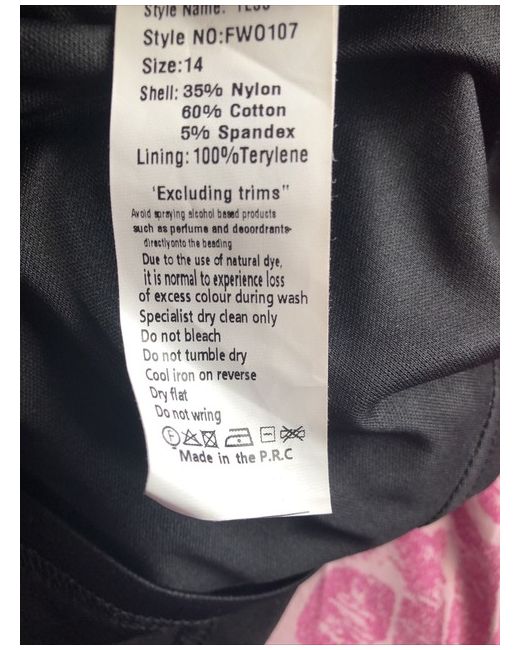 Style Name:
Style NO:FW0107
Size:14
Shell: 35% Nylon
60% Cotton
5% Spandex
Lining: 100%Terylene
'Excluding trims"
Avoid spraying alcohol based products
such as perfume and deoordrants
directlyonto the beading
Due to the use of natural dye,
it is normal to experience loss
of excess colour during wash
Specialist dry clean only
Do not bleach
Do not tumble dry
Cool iron on reverse
Dry flat
Do not wring
F
Made in the P.R.C